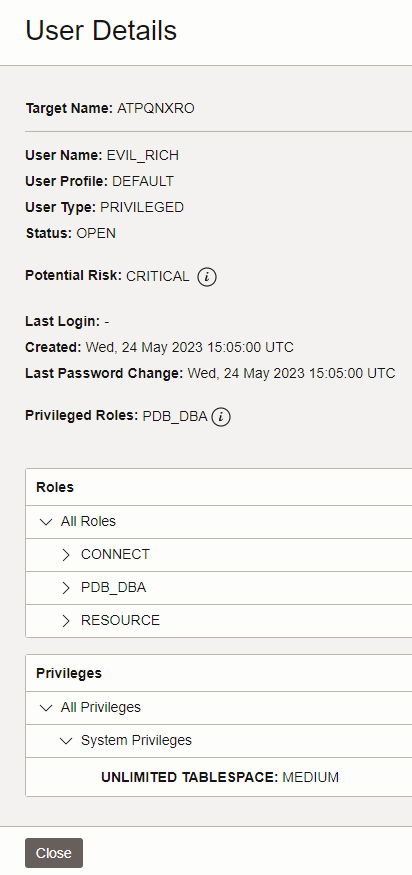 User Details
Target Name: ATPQNXRO
User Name: EVIL_RICH
User Profile: DEFAULT
User Type: PRIVILEGED
Status: OPEN
Potential Risk: CRITICAL i
Last Login: -
Created: Wed, 24 May 2023 15:05:00 UTC
Last Password Change: Wed, 24 May 2023 15:05:00 UTC
Privileged Roles: PDB_DBA i
Roles
All Roles
CONNECT
PDB_DBA
RESOURCE
Privileges
All Privileges
System Privileges
UNLIMITED TABLESPACE: MEDIUM
Close